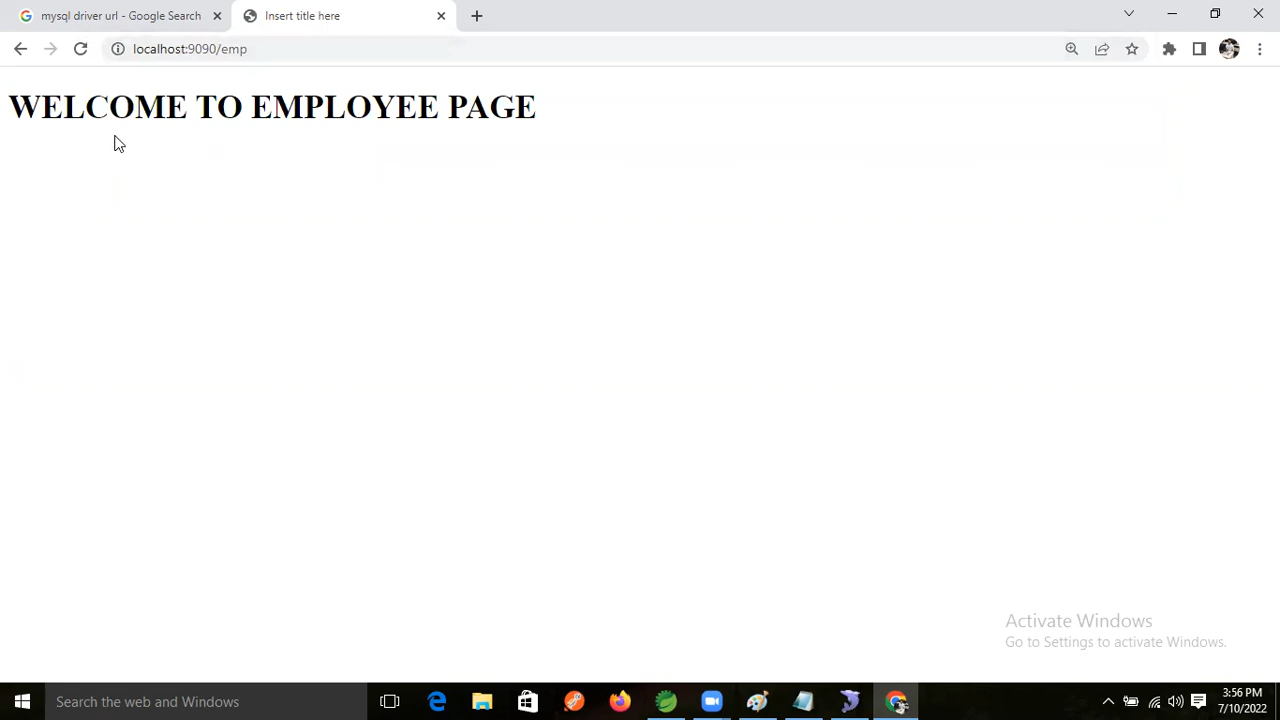 mysql driver url - Google Search
Insert title here
localhost:9090/emp
WELCOME TO EMPLOYEE PAGE
Activate Windows
Go to Settings to activate Windows.
Search the web and Windows
3:56 PM
7/10/2022